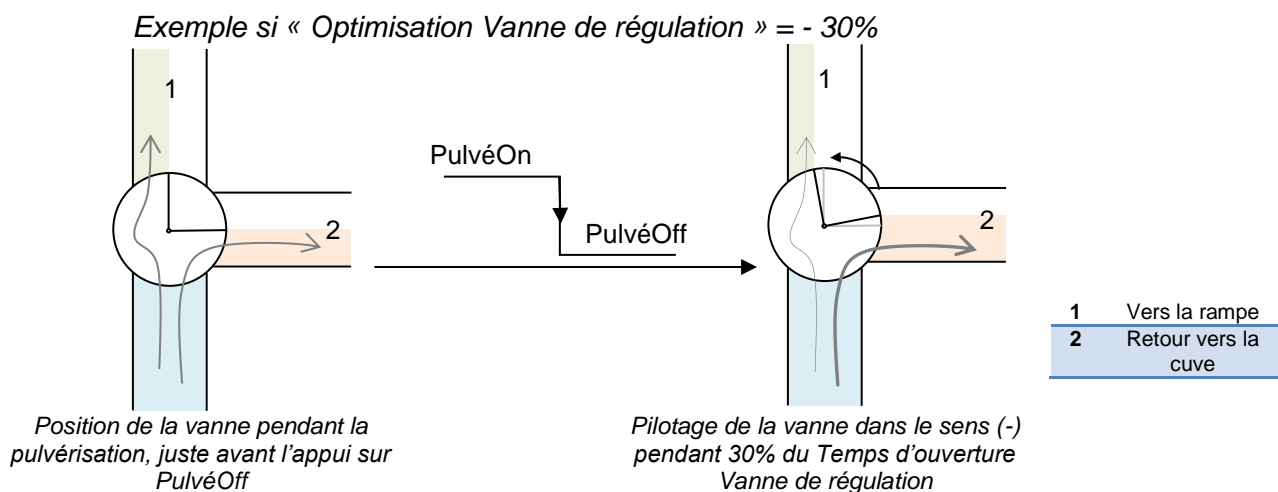 Exemple si « Optimisation Vanne de régulation » = - 30%
1
2
PulvéOn
PulvéOff
1
2
1 Vers la rampe
2 Retour vers la
cuve
Position de la vanne pendant la
pulvérisation, juste avant l'appui sur
PulvéOff
Pilotage de la vanne dans le sens (-)
pendant 30% du Temps d'ouverture
Vanne de régulation